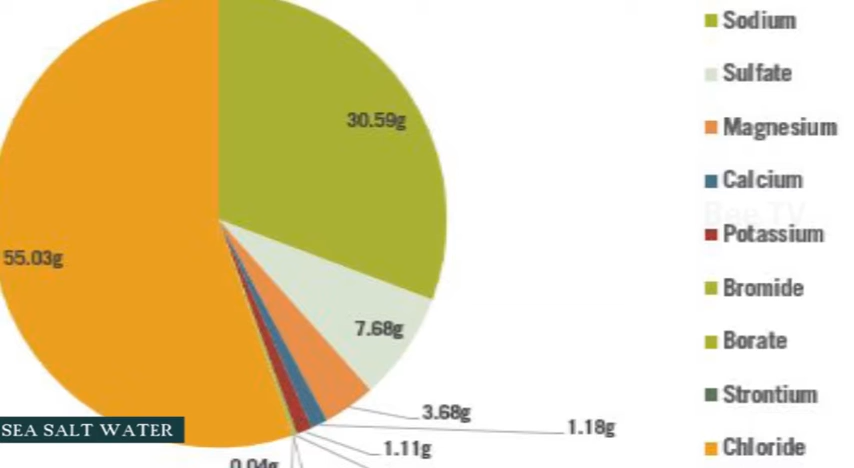 Sodium
30.59g
Sulfate
Magnesium
Calcium
Potassium
55.03g
Bromide
7.68g
Borate
Strontium
3.68g
1.18g
SEA SALT WATER
1.11g
Chloride
0.04g